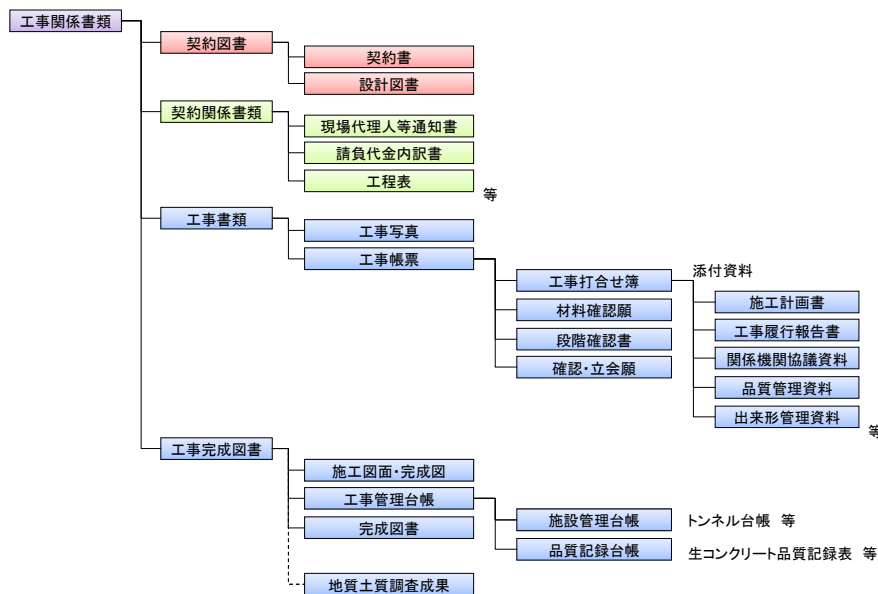 工事関係書類
契約図書
契約書
設計図書
契約関係書類
現場代理人等通知書
請負代金内訳書
工程表
等
工事書類
工事写真
工事帳票
工事打合せ簿
添付資料
施工計画書
材料確認願
工事履行報告書
段階確認書
関係機関協議資料
確認・立会願
品質管理資料
出来形管理資料
等
工事完成図書
施工図面・完成図
工事管理台帳
施設管理台帳
トンネル台帳 等
完成図書
品質記録台帳
生コンクリート品質記録表 等
地質土質調査成果